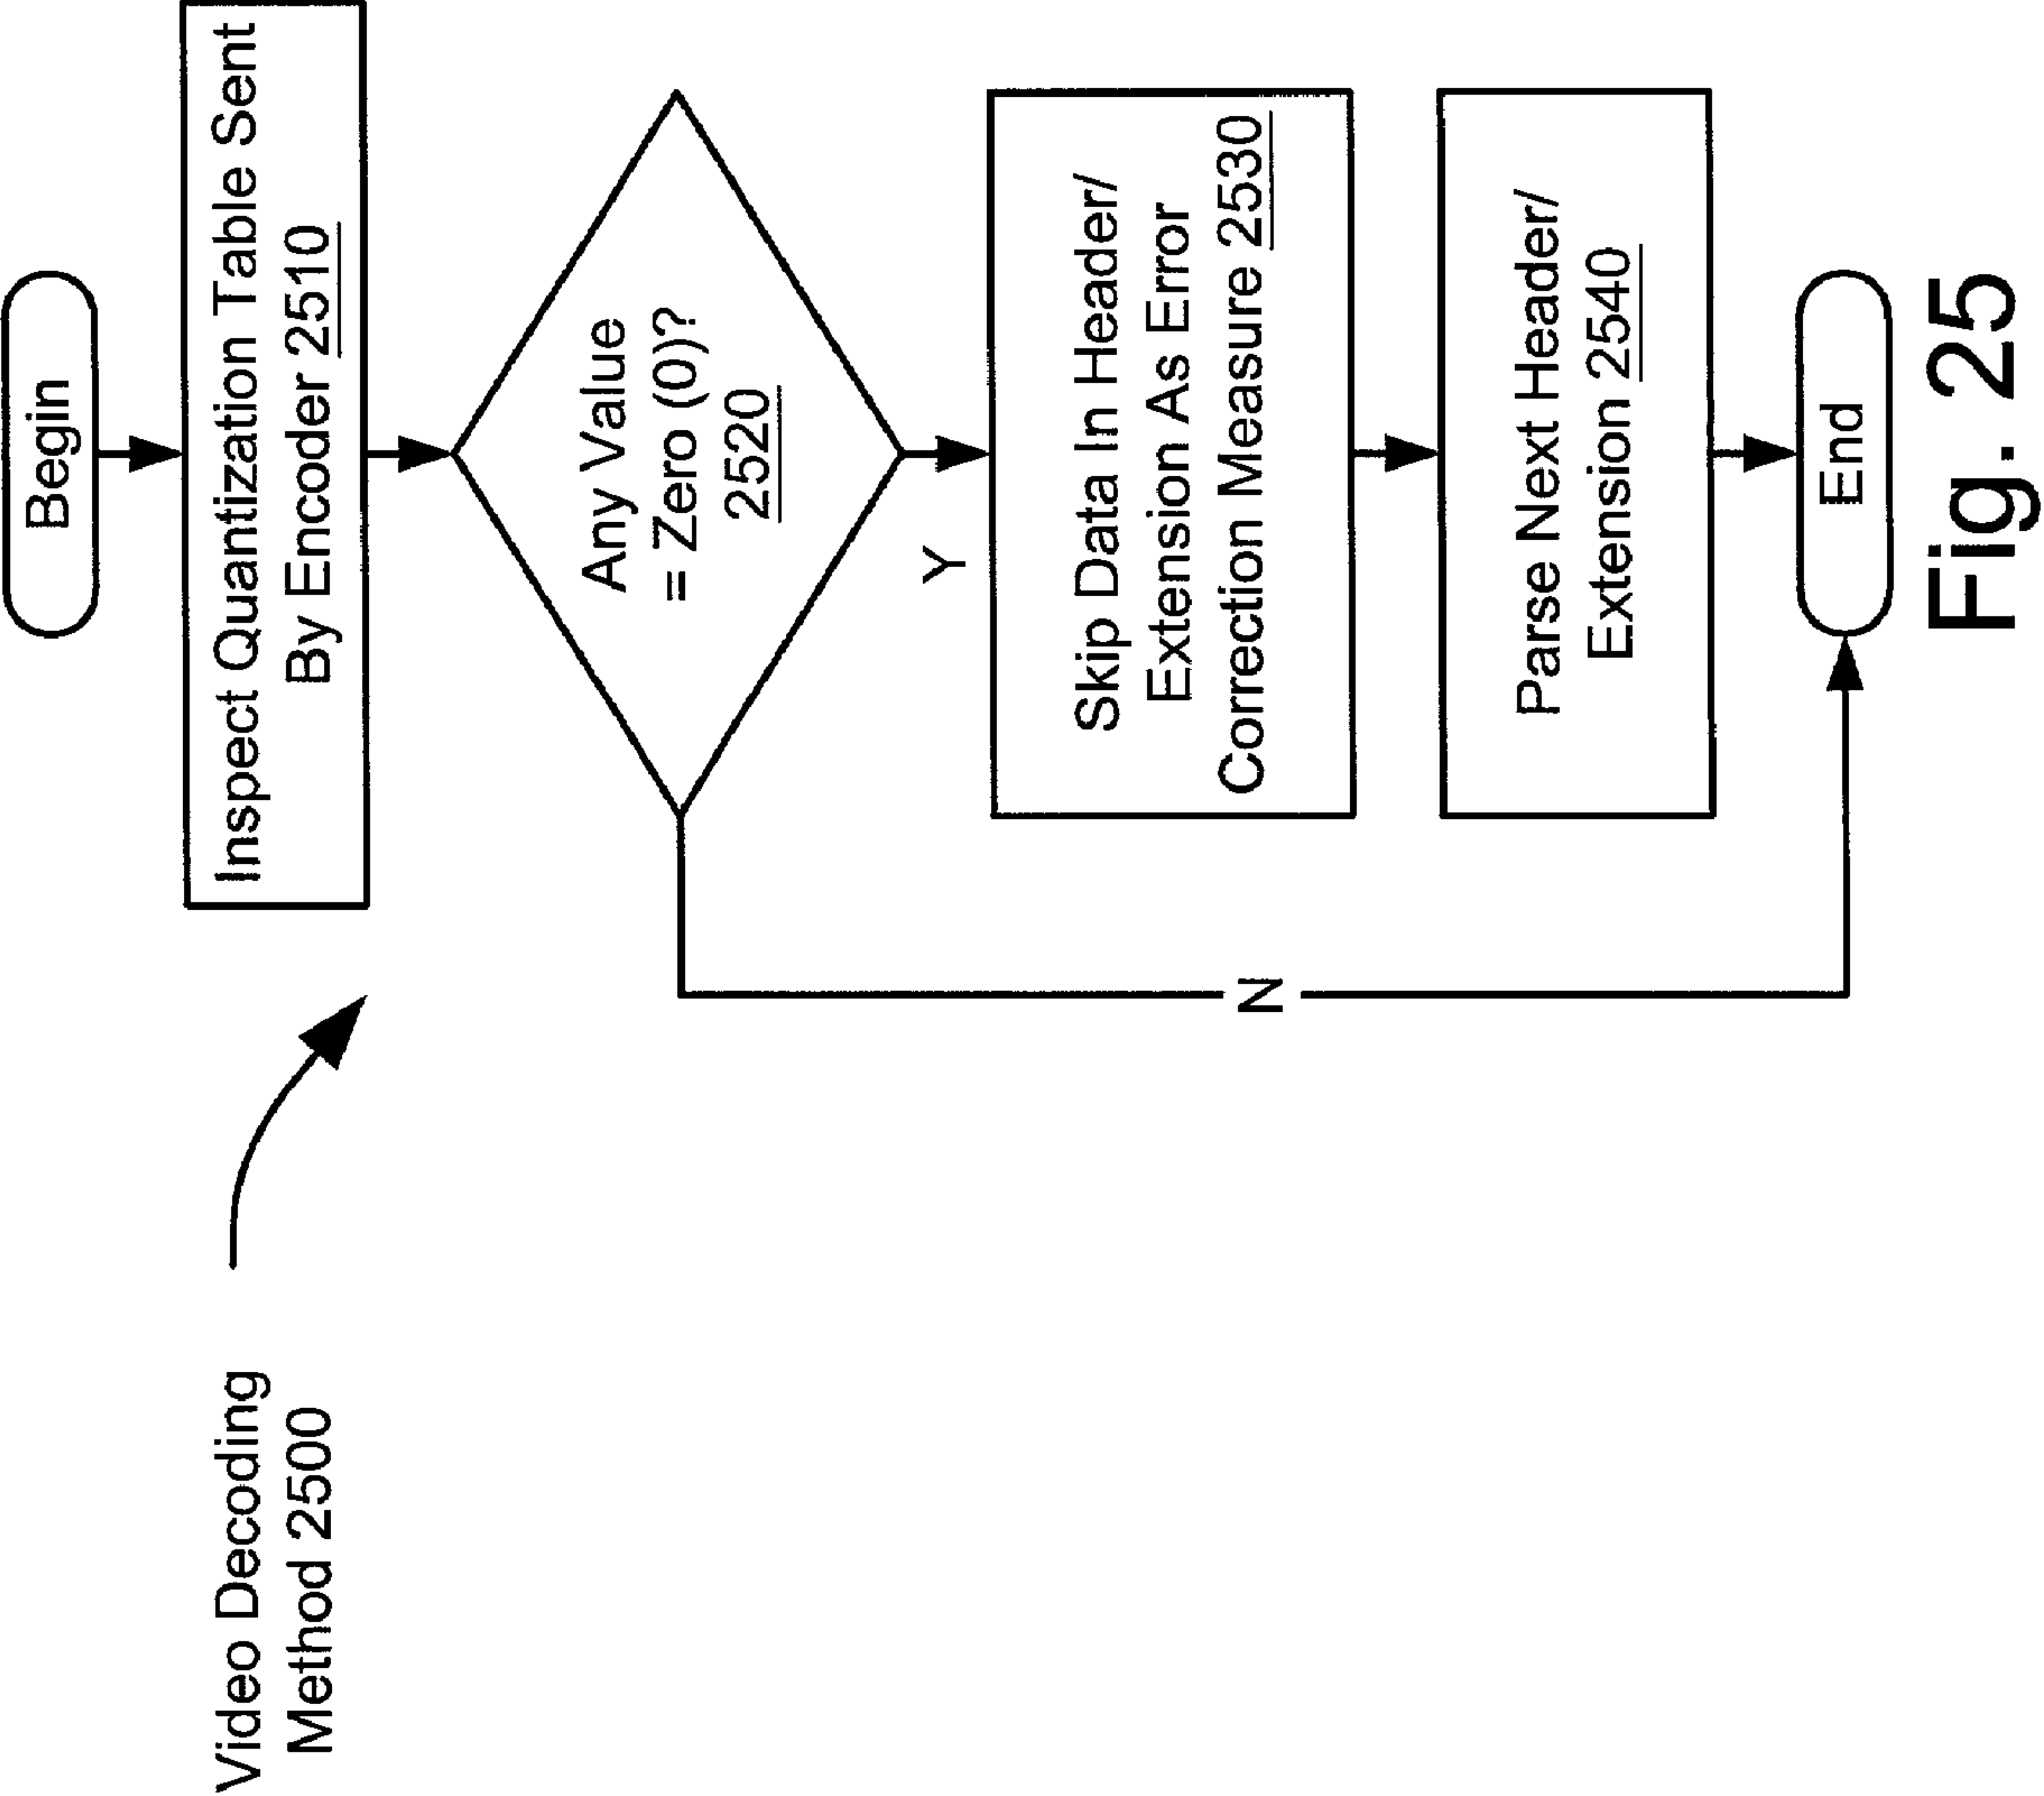 Video Decoding
Method 2500
Begin
Inspect Quantization Table Sent
By Encoder 2510
Any Value
= Zero (0)?
2520
Y
N
Skip Data In Header/
Extension As Error
Correction Measure 2530
Parse Next Header/
Extension 2540
End
Fig. 25